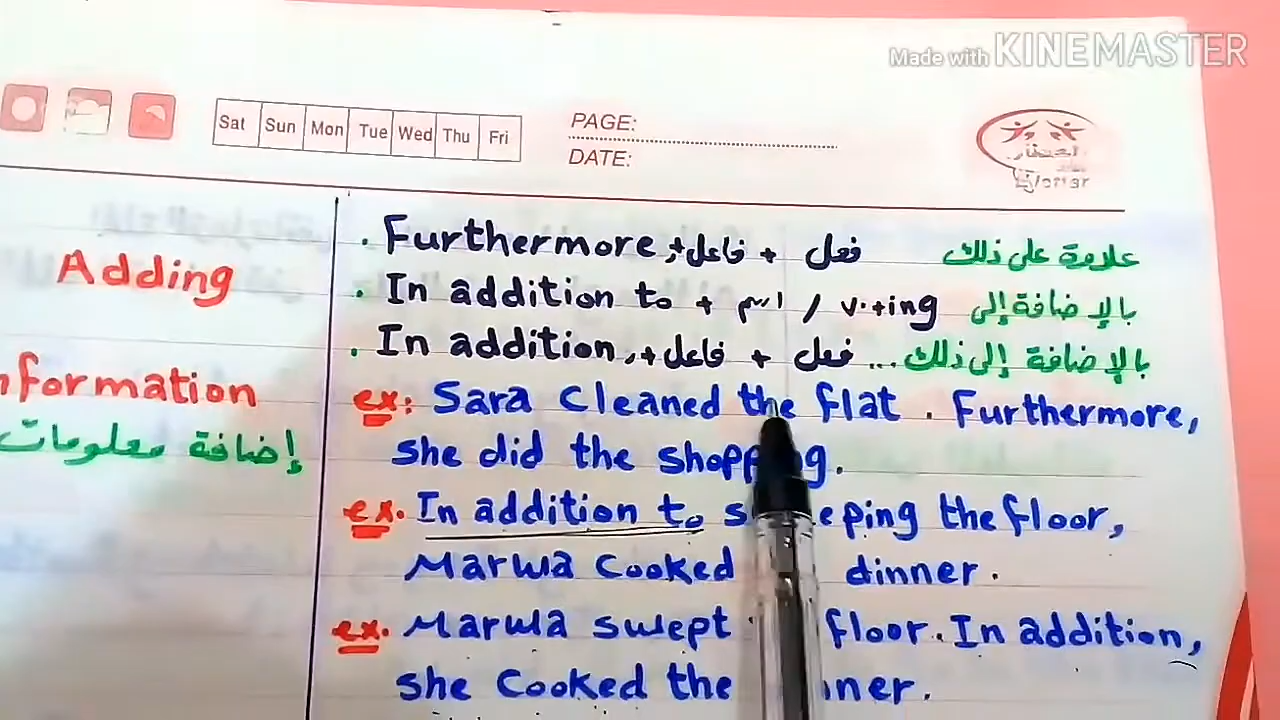 Made with KINEMASTER
Sat Sun Mon Tue Wed Thu Fri
PAGE:
DATE:
Adding
nformation
إضافة معلومات
. Furthermore, + فاعل + فعل علاوة على ذلك
. In addition to + اسم / v.+ing بالإضافة إلى
. In addition, + فاعل + فعل ... بالإضافة إلى ذلك
ex: Sara cleaned the flat. Furthermore,
she did the shopping.
ex. In addition to s eping the floor,
Marwa cooked dinner.
ex. Marwa swept floor. In addition,
she cooked the nner.